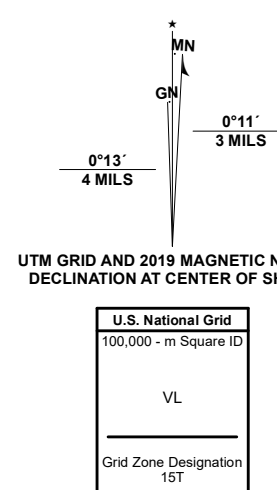 ★
MN
GN
0°11´
3 MILS
0°13´
4 MILS
UTM GRID AND 2019 MAGNETIC
DECLINATION AT CENTER OF
U.S. National Grid
100,000 - m Square ID
VL
Grid Zone Designation
15T